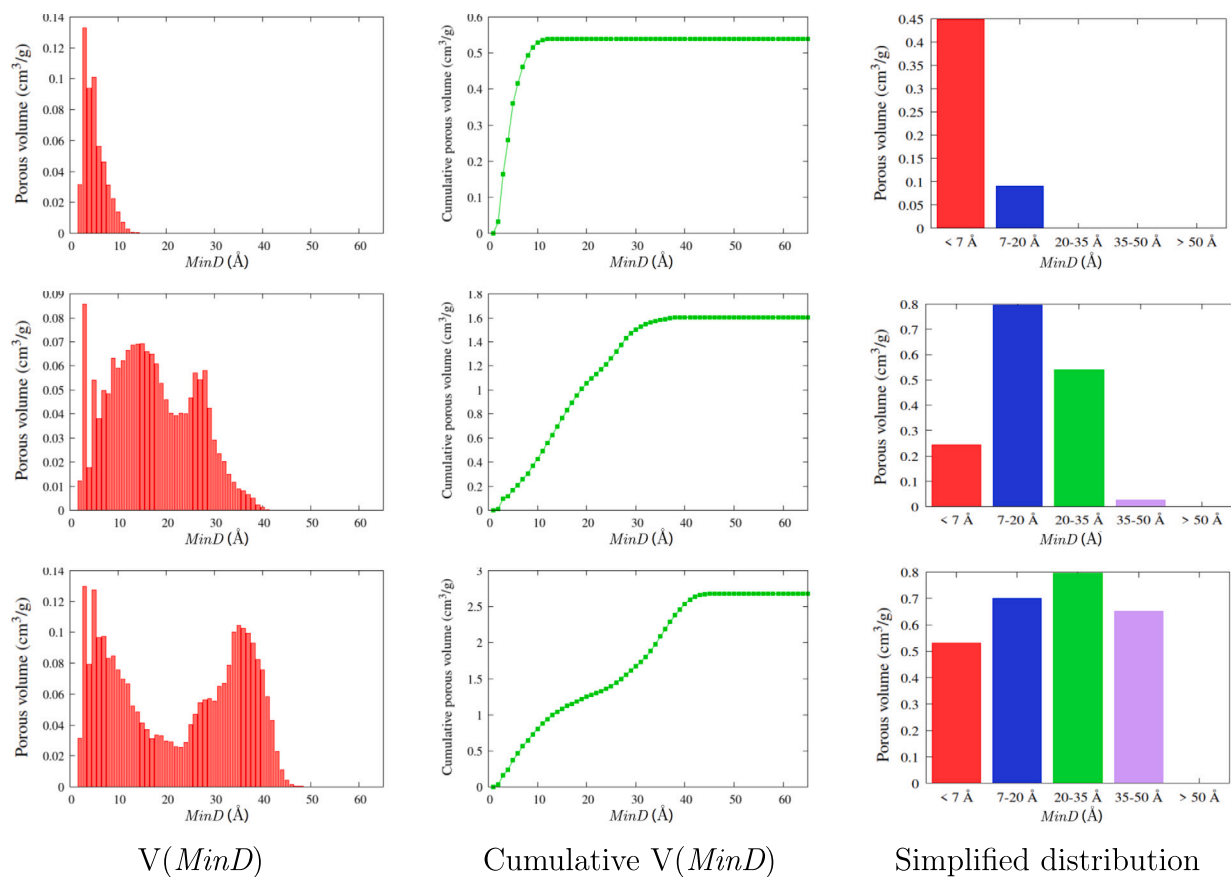 0.14
0.12
0.1
0.08
0.06
0.04
0.02
0
Porous volume (cm³/g)
0 10 20 30 40 50 60
MinD (Å)
0.6
0.5
0.4
0.3
0.2
0.1
0
Cumulative porous volume (cm³/g)
0 10 20 30 40 50 60
MinD (Å)
0.45
0.4
0.35
0.3
0.25
0.2
0.15
0.1
0.05
0
Porous volume (cm³/g)
< 7 Å 7-20 Å 20-35 Å 35-50 Å > 50 Å
MinD (Å)
0.09
0.08
0.07
0.06
0.05
0.04
0.03
0.02
0.01
0
Porous volume (cm³/g)
0 10 20 30 40 50 60
MinD (Å)
1.8
1.6
1.4
1.2
1
0.8
0.6
0.4
0.2
0
Cumulative porous volume (cm³/g)
0 10 20 30 40 50 60
MinD (Å)
0.8
0.7
0.6
0.5
0.4
0.3
0.2
0.1
0
Porous volume (cm³/g)
< 7 Å 7-20 Å 20-35 Å 35-50 Å > 50 Å
MinD (Å)
0.14
0.12
0.1
0.08
0.06
0.04
0.02
0
Porous volume (cm³/g)
0 10 20 30 40 50 60
MinD (Å)
3
2.5
2
1.5
1
0.5
0
Cumulative porous volume (cm³/g)
0 10 20 30 40 50 60
MinD (Å)
0.8
0.7
0.6
0.5
0.4
0.3
0.2
0.1
0
Porous volume (cm³/g)
< 7 Å 7-20 Å 20-35 Å 35-50 Å > 50 Å
MinD (Å)
V(MinD) Cumulative V(MinD) Simplified distribution